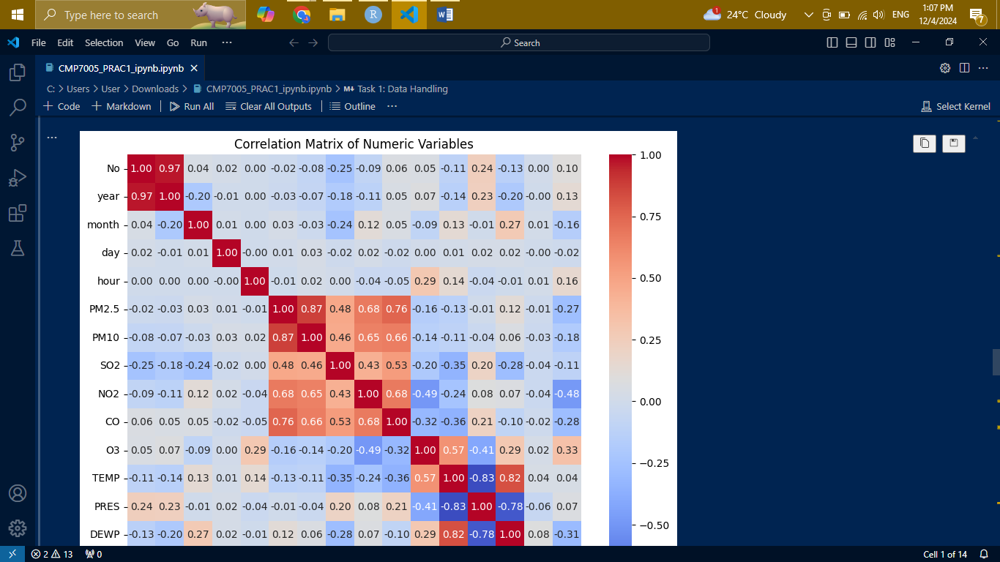 Type here to search
1
24°C Cloudy
ENG
1:07 PM
12/4/2024
7
File Edit Selection View Go Run ···
Search
CMP7005_PRAC1_ipynb.ipynb
C: > Users > User > Downloads > CMP7005_PRAC1_ipynb.ipynb > Task 1: Data Handling
+ Code + Markdown Run All Clear All Outputs Outline ··· Select Kernel
Correlation Matrix of Numeric Variables
No 1.00 0.97 0.04 0.02 0.00 -0.02 -0.08 -0.25 -0.09 0.06 0.05 -0.11 0.24 -0.13 0.00 0.10
year 0.97 1.00 -0.20 -0.01 0.00 -0.03 -0.07 -0.18 -0.11 0.05 0.07 -0.14 0.23 -0.20 -0.00 0.13
month 0.04 -0.20 1.00 0.01 0.00 0.03 -0.03 -0.24 0.12 0.05 -0.09 0.13 -0.01 0.27 0.01 -0.16
day 0.02 -0.01 0.01 1.00 -0.00 0.01 0.03 -0.02 0.02 -0.02 0.00 0.01 0.02 0.02 -0.00 -0.02
hour 0.00 0.00 0.00 -0.00 1.00 -0.01 0.02 0.00 -0.04 -0.05 0.29 0.14 -0.04 -0.01 0.01 0.16
PM2.5 -0.02 -0.03 0.03 0.01 -0.01 1.00 0.87 0.48 0.68 0.76 -0.16 -0.13 -0.01 0.12 -0.01 -0.27
PM10 -0.08 -0.07 -0.03 0.03 0.02 0.87 1.00 0.46 0.65 0.66 -0.14 -0.11 -0.04 0.06 -0.03 -0.18
SO2 -0.25 -0.18 -0.24 -0.02 0.00 0.48 0.46 1.00 0.43 0.53 -0.20 -0.35 0.20 -0.28 -0.04 -0.11
NO2 -0.09 -0.11 0.12 0.02 -0.04 0.68 0.65 0.43 1.00 0.68 -0.49 -0.24 0.08 0.07 -0.04 -0.48
CO 0.06 0.05 0.05 -0.02 -0.05 0.76 0.66 0.53 0.68 1.00 -0.32 -0.36 0.21 -0.10 -0.02 -0.28
O3 0.05 0.07 -0.09 0.00 0.29 -0.16 -0.14 -0.20 -0.49 -0.32 1.00 0.57 -0.41 0.29 0.02 0.33
TEMP -0.11 -0.14 0.13 0.01 0.14 -0.13 -0.11 -0.35 -0.24 -0.36 0.57 1.00 -0.83 0.82 0.04 0.04
PRES 0.24 0.23 -0.01 0.02 -0.04 -0.01 -0.04 0.20 0.08 0.21 -0.41 -0.83 1.00 -0.78 -0.06 0.07
DEWP -0.13 -0.20 0.27 0.02 -0.01 0.12 0.06 -0.28 0.07 -0.10 0.29 0.82 -0.78 1.00 0.08 -0.31
1.00
0.75
0.50
0.25
0.00
−0.25
−0.50
2 13 0
Cell 1 of 14